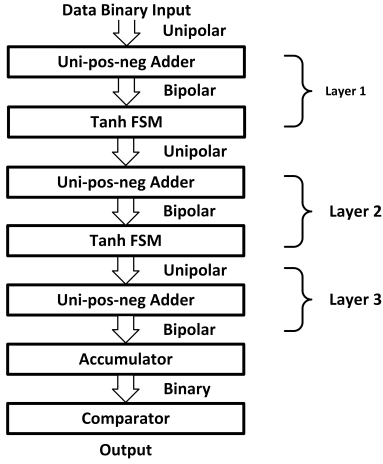 Data Binary Input
Unipolar
Uni-pos-neg Adder
Bipolar
Layer 1
Tanh FSM
Unipolar
Uni-pos-neg Adder
Bipolar
Layer 2
Tanh FSM
Unipolar
Uni-pos-neg Adder
Layer 3
Bipolar
Accumulator
Binary
Comparator
Output